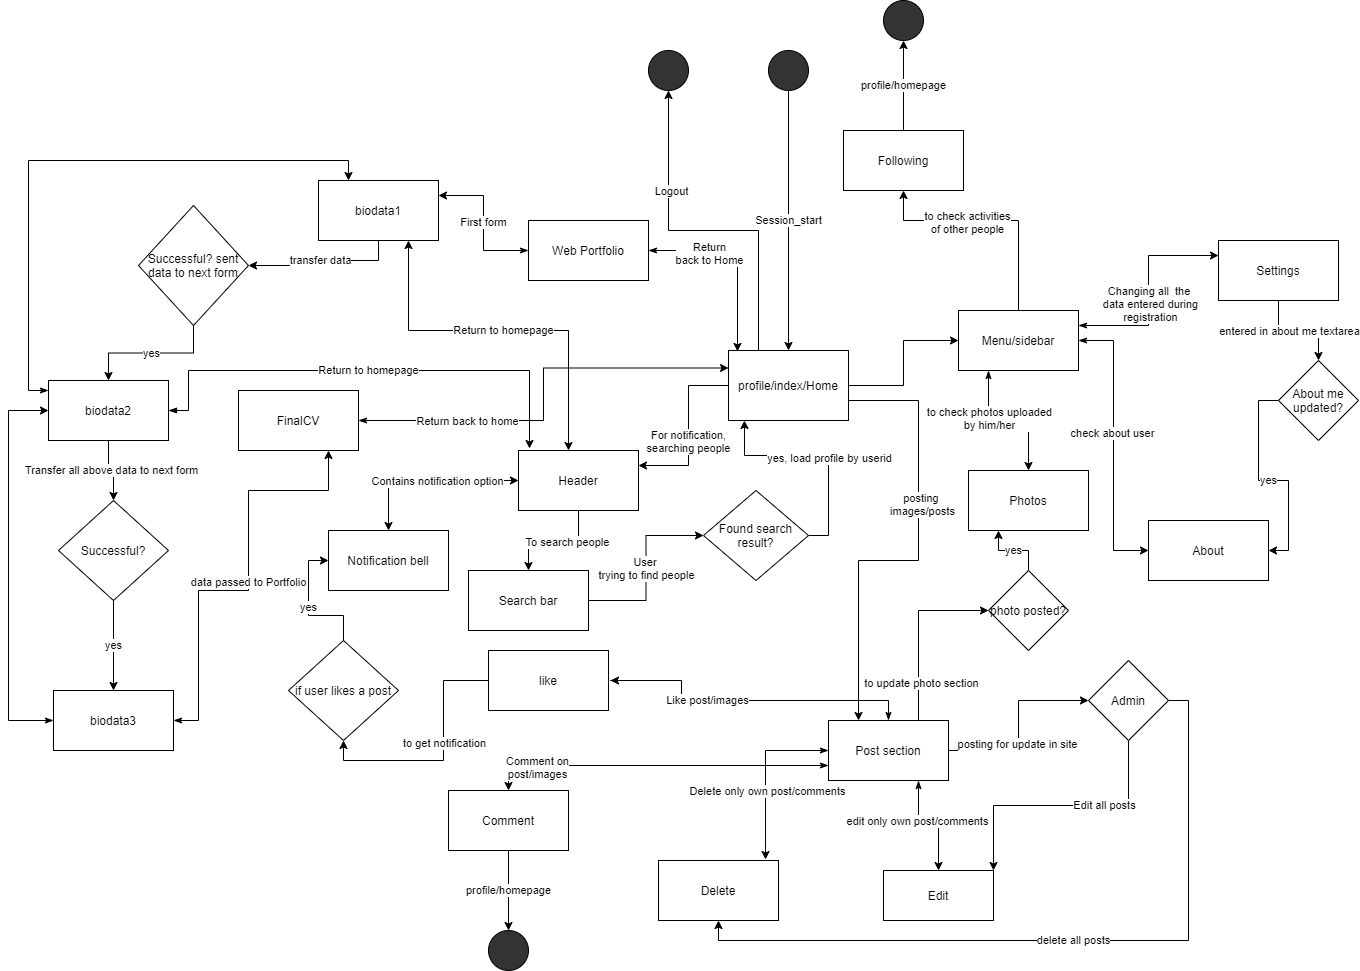 profile/homepage
Following
Logout
Session_start
biodata1
First form
Web Portfolio
Return
back to Home
to check activities
of other people
Successful? sent
data to next form
transfer data
Settings
Changing all  the
data entered during
registration
entered in about me textarea
Return to homepage
Menu/sidebar
yes
Return to homepage
profile/index/Home
About me
updated?
biodata2
FinalCV
Return back to home
to check photos uploaded
by him/her
check about user
For notification,
searching people
yes, load profile by userid
Transfer all above data to next form
Contains notification option
Header
yes
posting
images/posts
Photos
Successful?
To search people
Found search
result?
yes
About
Notification bell
User
trying to find people
data passed to Portfolio
Search bar
yes
photo posted?
yes
if user likes a post
like
Like post/images
to update photo section
Admin
biodata3
to get notification
Post section
posting for update in site
Comment on
post/images
Delete only own post/comments
Edit all posts
Comment
edit only own post/comments
profile/homepage
Delete
Edit
delete all posts